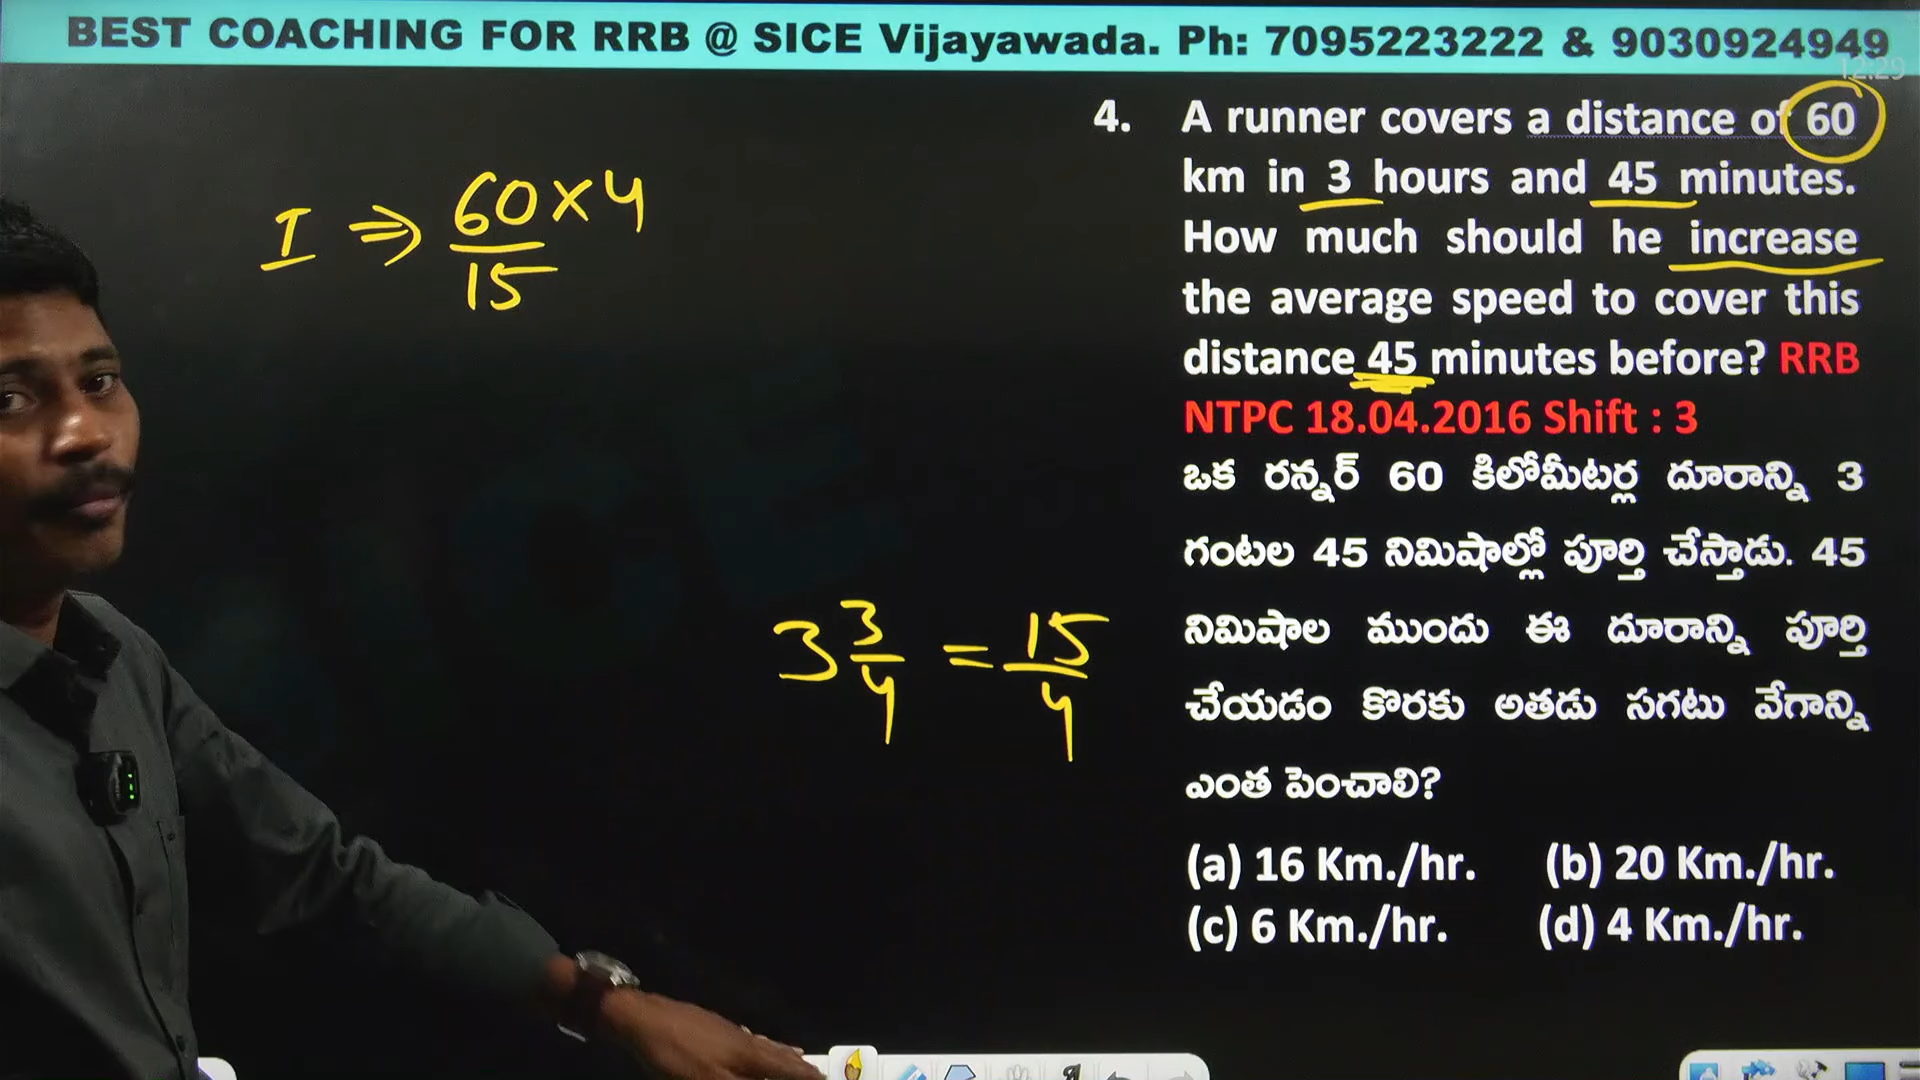 BEST COACHING FOR RRB @ SICE Vijayawada. Ph: 7095223222 & 9030924949
12:29
4. A runner covers a distance of 60
km in 3 hours and 45 minutes.
How much should he increase
the average speed to cover this
distance 45 minutes before? RRB
NTPC 18.04.2016 Shift : 3
ఒక రన్నర్ 60 కిలోమీటర్ల దూరాన్ని 3
గంటల 45 నిమిషాల్లో పూర్తి చేస్తాడు. 45
నిమిషాల ముందు ఈ దూరాన్ని పూర్తి
చేయడం కొరకు అతడు సగటు వేగాన్ని
ఎంత పెంచాలి?
(a) 16 Km./hr. (b) 20 Km./hr.
(c) 6 Km./hr. (d) 4 Km./hr.
I ⇒ 60×4
15
3 3/4 = 15/4